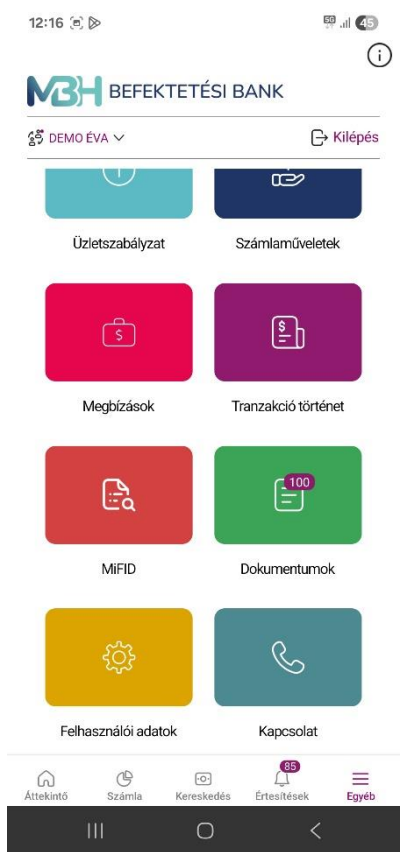 12:16
5G
45
MBH BEFEKTETÉSI BANK
DEMO ÉVA
Kilépés
Üzletszabályzat
Számlaműveletek
Megbízások
Tranzakció történet
MiFID
100
Dokumentumok
Felhasználói adatok
Kapcsolat
Áttekintő
Számla
Kereskedés
85
Értesítések
Egyéb